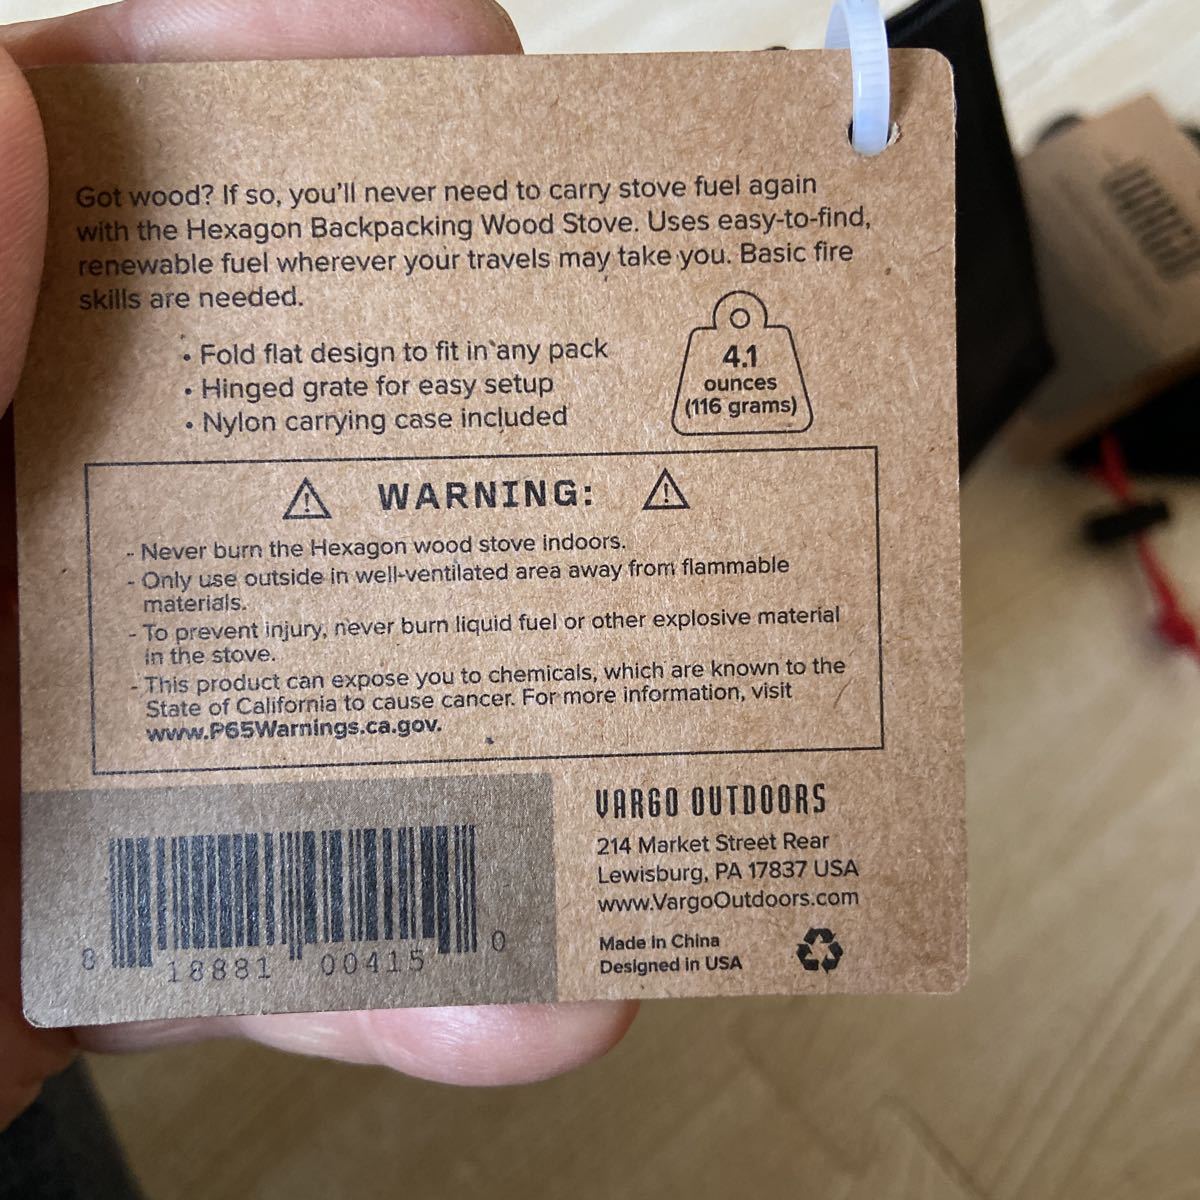 Got wood? If so, you'll never need to carry stove fuel again
with the Hexagon Backpacking Wood Stove. Uses easy-to-find,
renewable fuel wherever your travels may take you. Basic fire
skills are needed.
• Fold flat design to fit in any pack
• Hinged grate for easy setup
• Nylon carrying case included
4.1
ounces
(116 grams)
WARNING:
- Never burn the Hexagon wood stove indoors.
- Only use outside in well-ventilated area away from flammable
materials.
- To prevent injury, never burn liquid fuel or other explosive material
in the stove.
- This product can expose you to chemicals, which are known to the
State of California to cause cancer. For more information, visit
www.P65Warnings.ca.gov.
8 18881 00415 0
VARGO OUTDOORS
214 Market Street Rear
Lewisburg, PA 17837 USA
www.VargoOutdoors.com
Made in China
Designed in USA